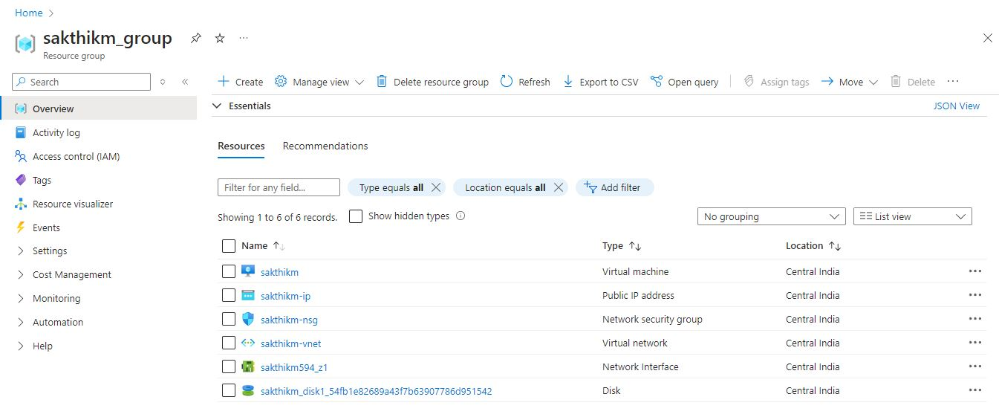 Home
sakthikm_group
Resource group
Search
Overview
Activity log
Access control (IAM)
Tags
Resource visualizer
Events
Settings
Cost Management
Monitoring
Automation
Help
Create Manage view Delete resource group Refresh Export to CSV Open query Assign tags Move Delete
Essentials JSON View
Resources Recommendations
Filter for any field... Type equals all Location equals all Add filter
Showing 1 to 6 of 6 records. Show hidden types No grouping List view
Name Type Location
sakthikm Virtual machine Central India
sakthikm-ip Public IP address Central India
sakthikm-nsg Network security group Central India
sakthikm-vnet Virtual network Central India
sakthikm594_z1 Network Interface Central India
sakthikm_disk1_54fb1e82689a43f7b63907786d951542 Disk Central India